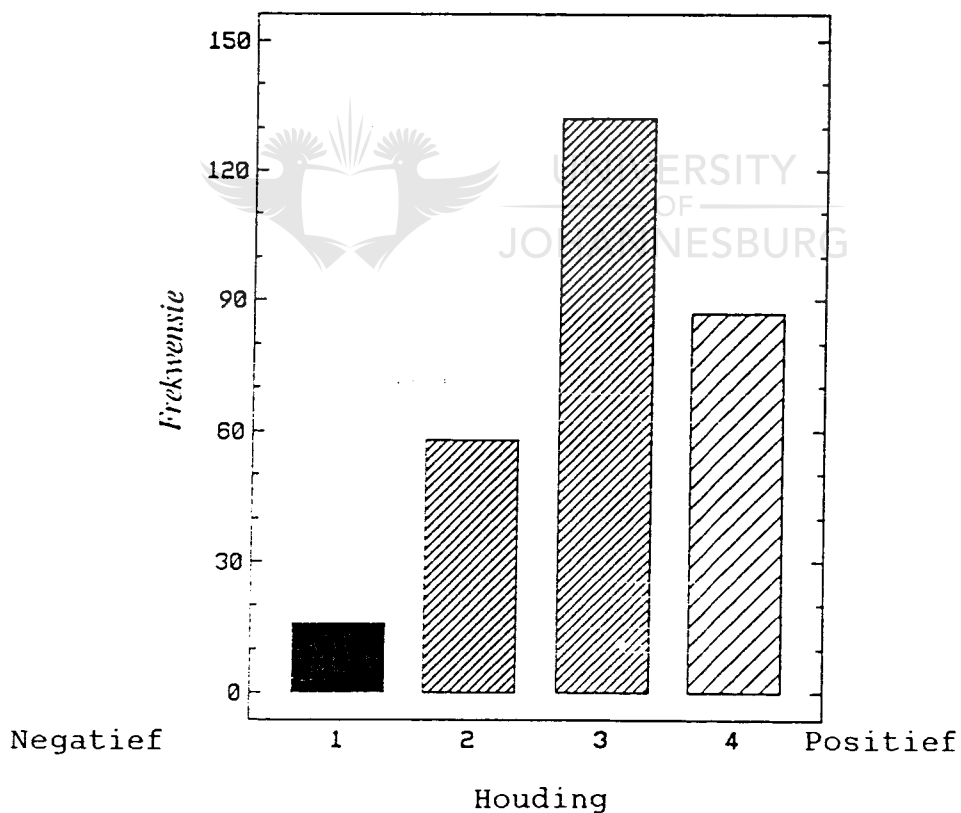 150
120
90
60
30
0
Frekwensie
UNIVERSITY
OF
JOHANNESBURG
Negatief 1 2 3 4 Positief
Houding